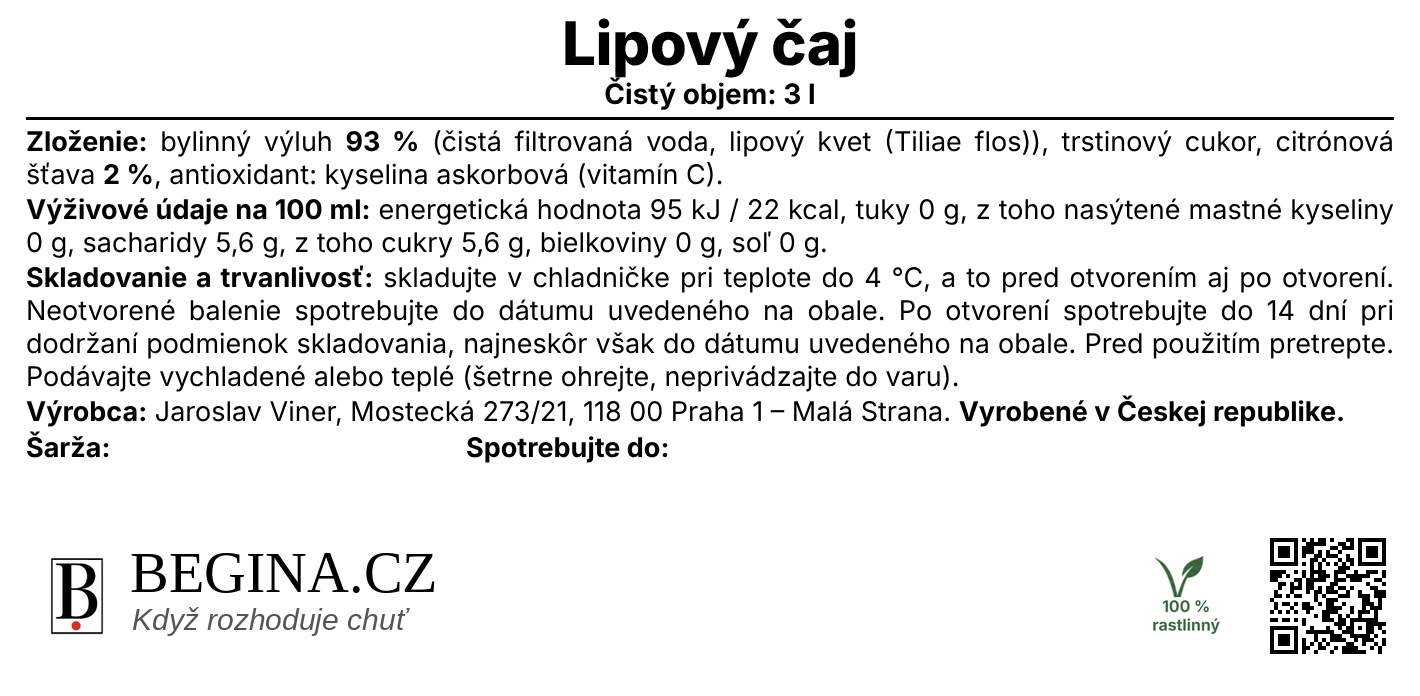 Lipový čaj
Čistý objem: 3 l
Zloženie: bylinný výluh 93 % (čistá filtrovaná voda, lipový kvet (Tiliae flos)), trstinový cukor, citrónová
šťava 2 %, antioxidant: kyselina askorbová (vitamín C).
Výživové údaje na 100 ml: energetická hodnota 95 kJ / 22 kcal, tuky 0 g, z toho nasýtené mastné kyseliny
0 g, sacharidy 5,6 g, z toho cukry 5,6 g, bielkoviny 0 g, soľ 0 g.
Skladovanie a trvanlivosť: skladujte v chladničke pri teplote do 4 °C, a to pred otvorením aj po otvorení.
Neotvorené balenie spotrebujte do dátumu uvedeného na obale. Po otvorení spotrebujte do 14 dní pri
dodržaní podmienok skladovania, najneskôr však do dátumu uvedeného na obale. Pred použitím pretrepte.
Podávajte vychladené alebo teplé (šetrne ohrejte, neprivádzajte do varu).
Výrobca: Jaroslav Viner, Mostecká 273/21, 118 00 Praha 1 – Malá Strana. Vyrobené v Českej republike.
Šarža: Spotrebujte do:
B
BEGINA.CZ
Když rozhoduje chuť
100 %
rastlinný